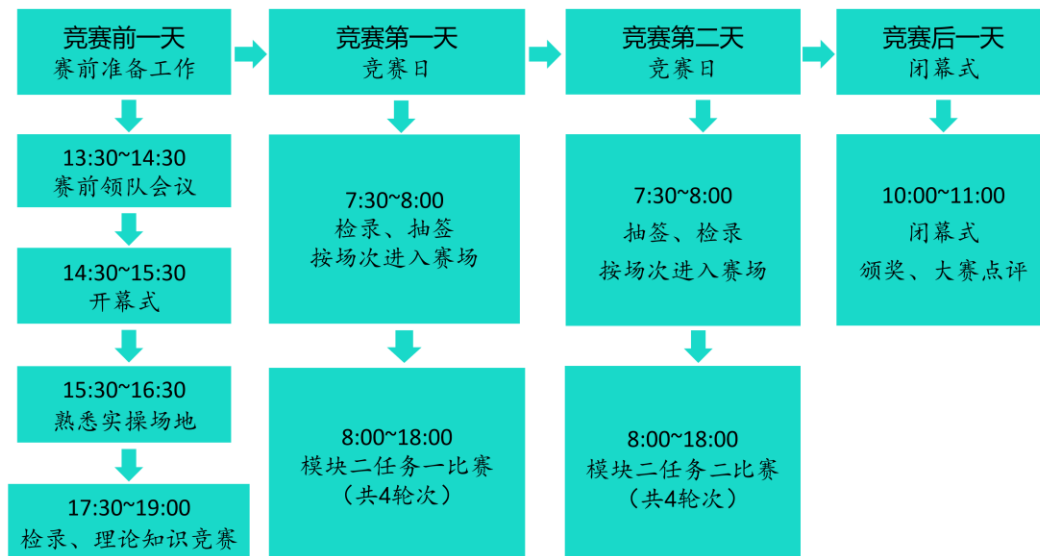 竞赛前一天
赛前准备工作
13:30~14:30
赛前领队会议
14:30~15:30
开幕式
15:30~16:30
熟悉实操场地
17:30~19:00
检录、理论知识竞赛
竞赛第一天
竞赛日
7:30~8:00
检录、抽签
按场次进入赛场
8:00~18:00
模块二任务一比赛
（共4轮次）
竞赛第二天
竞赛日
7:30~8:00
抽签、检录
按场次进入赛场
8:00~18:00
模块二任务二比赛
（共4轮次）
竞赛后一天
闭幕式
10:00~11:00
闭幕式
颁奖、大赛点评